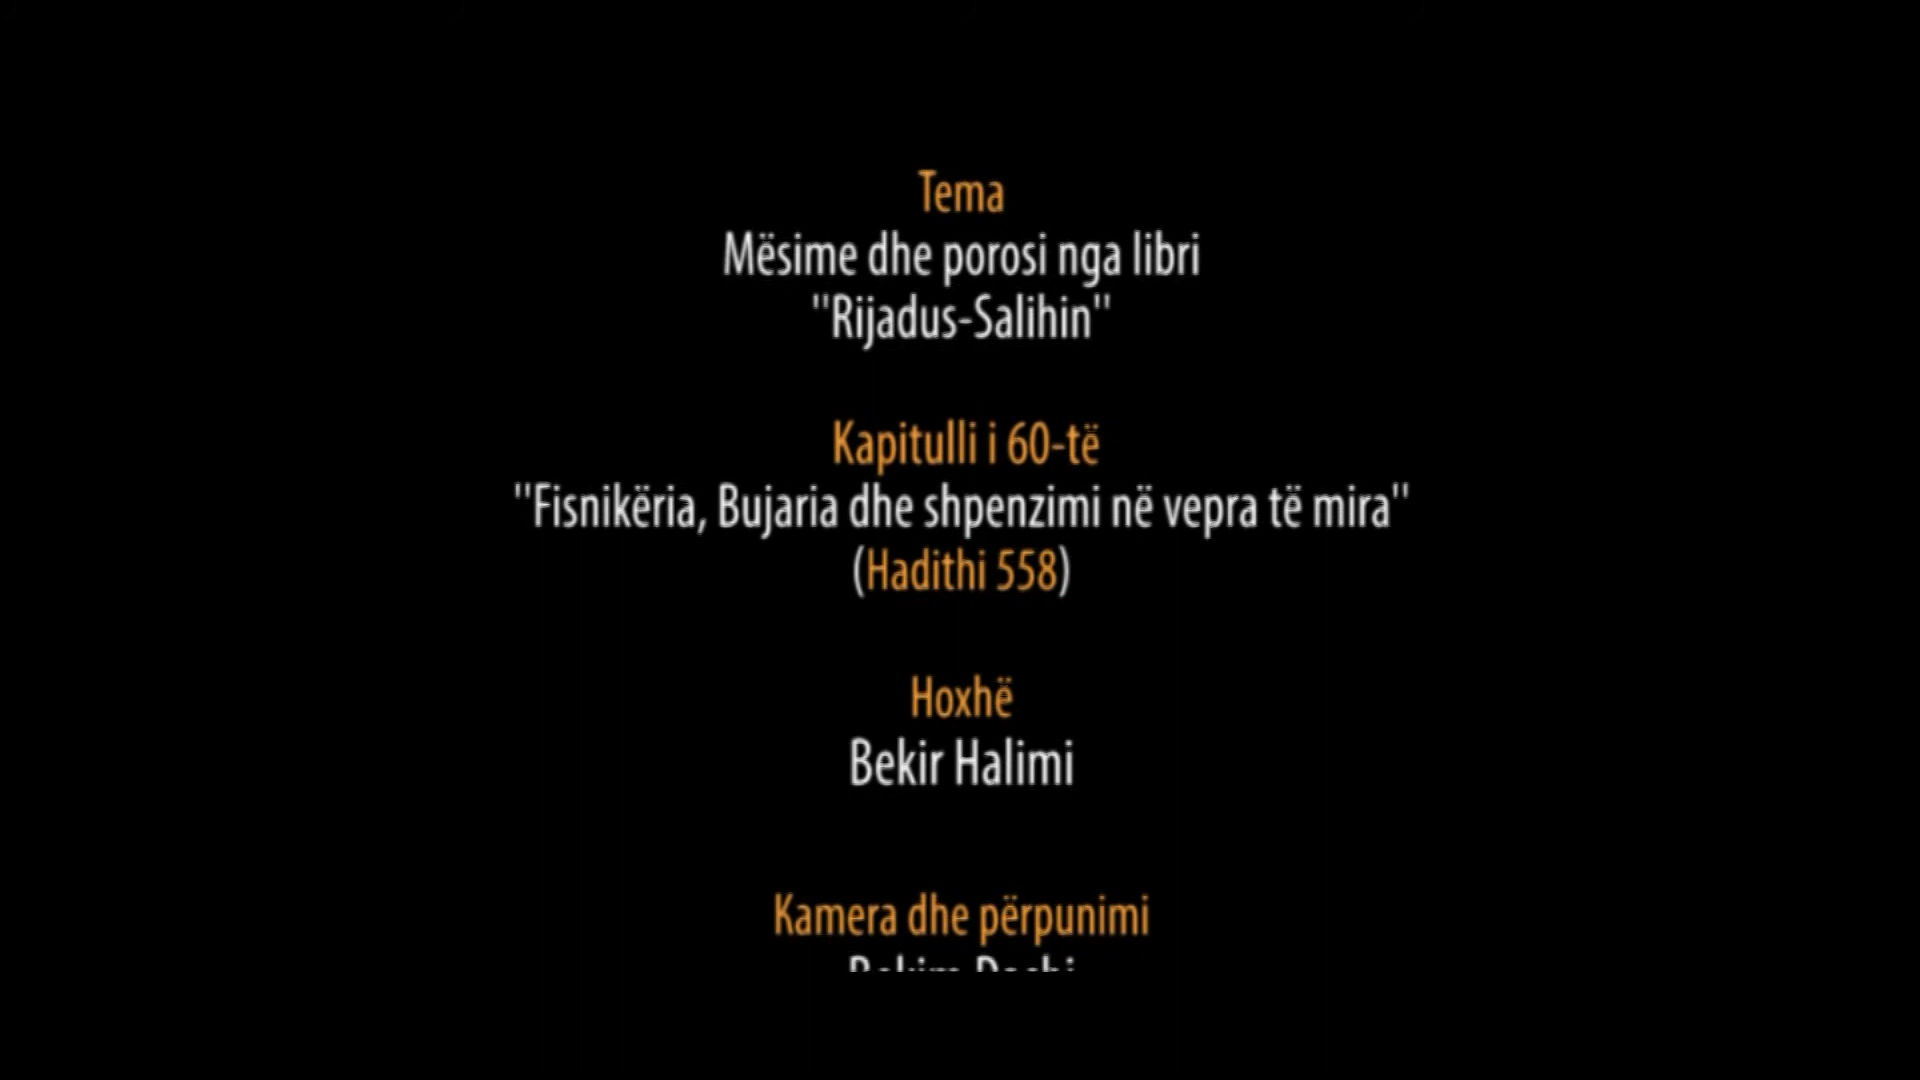 Tema
Mësime dhe porosi nga libri
"Rijadus-Salihin"
Kapitulli i 60-të
"Fisnikëria, Bujaria dhe shpenzimi në vepra të mira"
(Hadithi 558)
Hoxhë
Bekir Halimi
Kamera dhe përpunimi